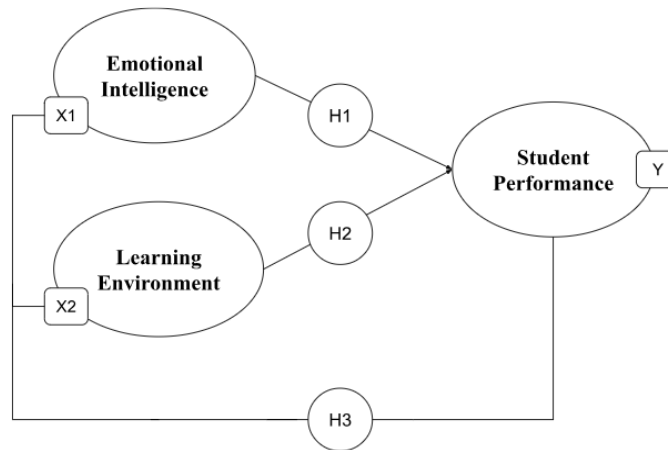 Emotional
Intelligence
X1
H1
Student
Performance
Y
H2
Learning
Environment
X2
H3